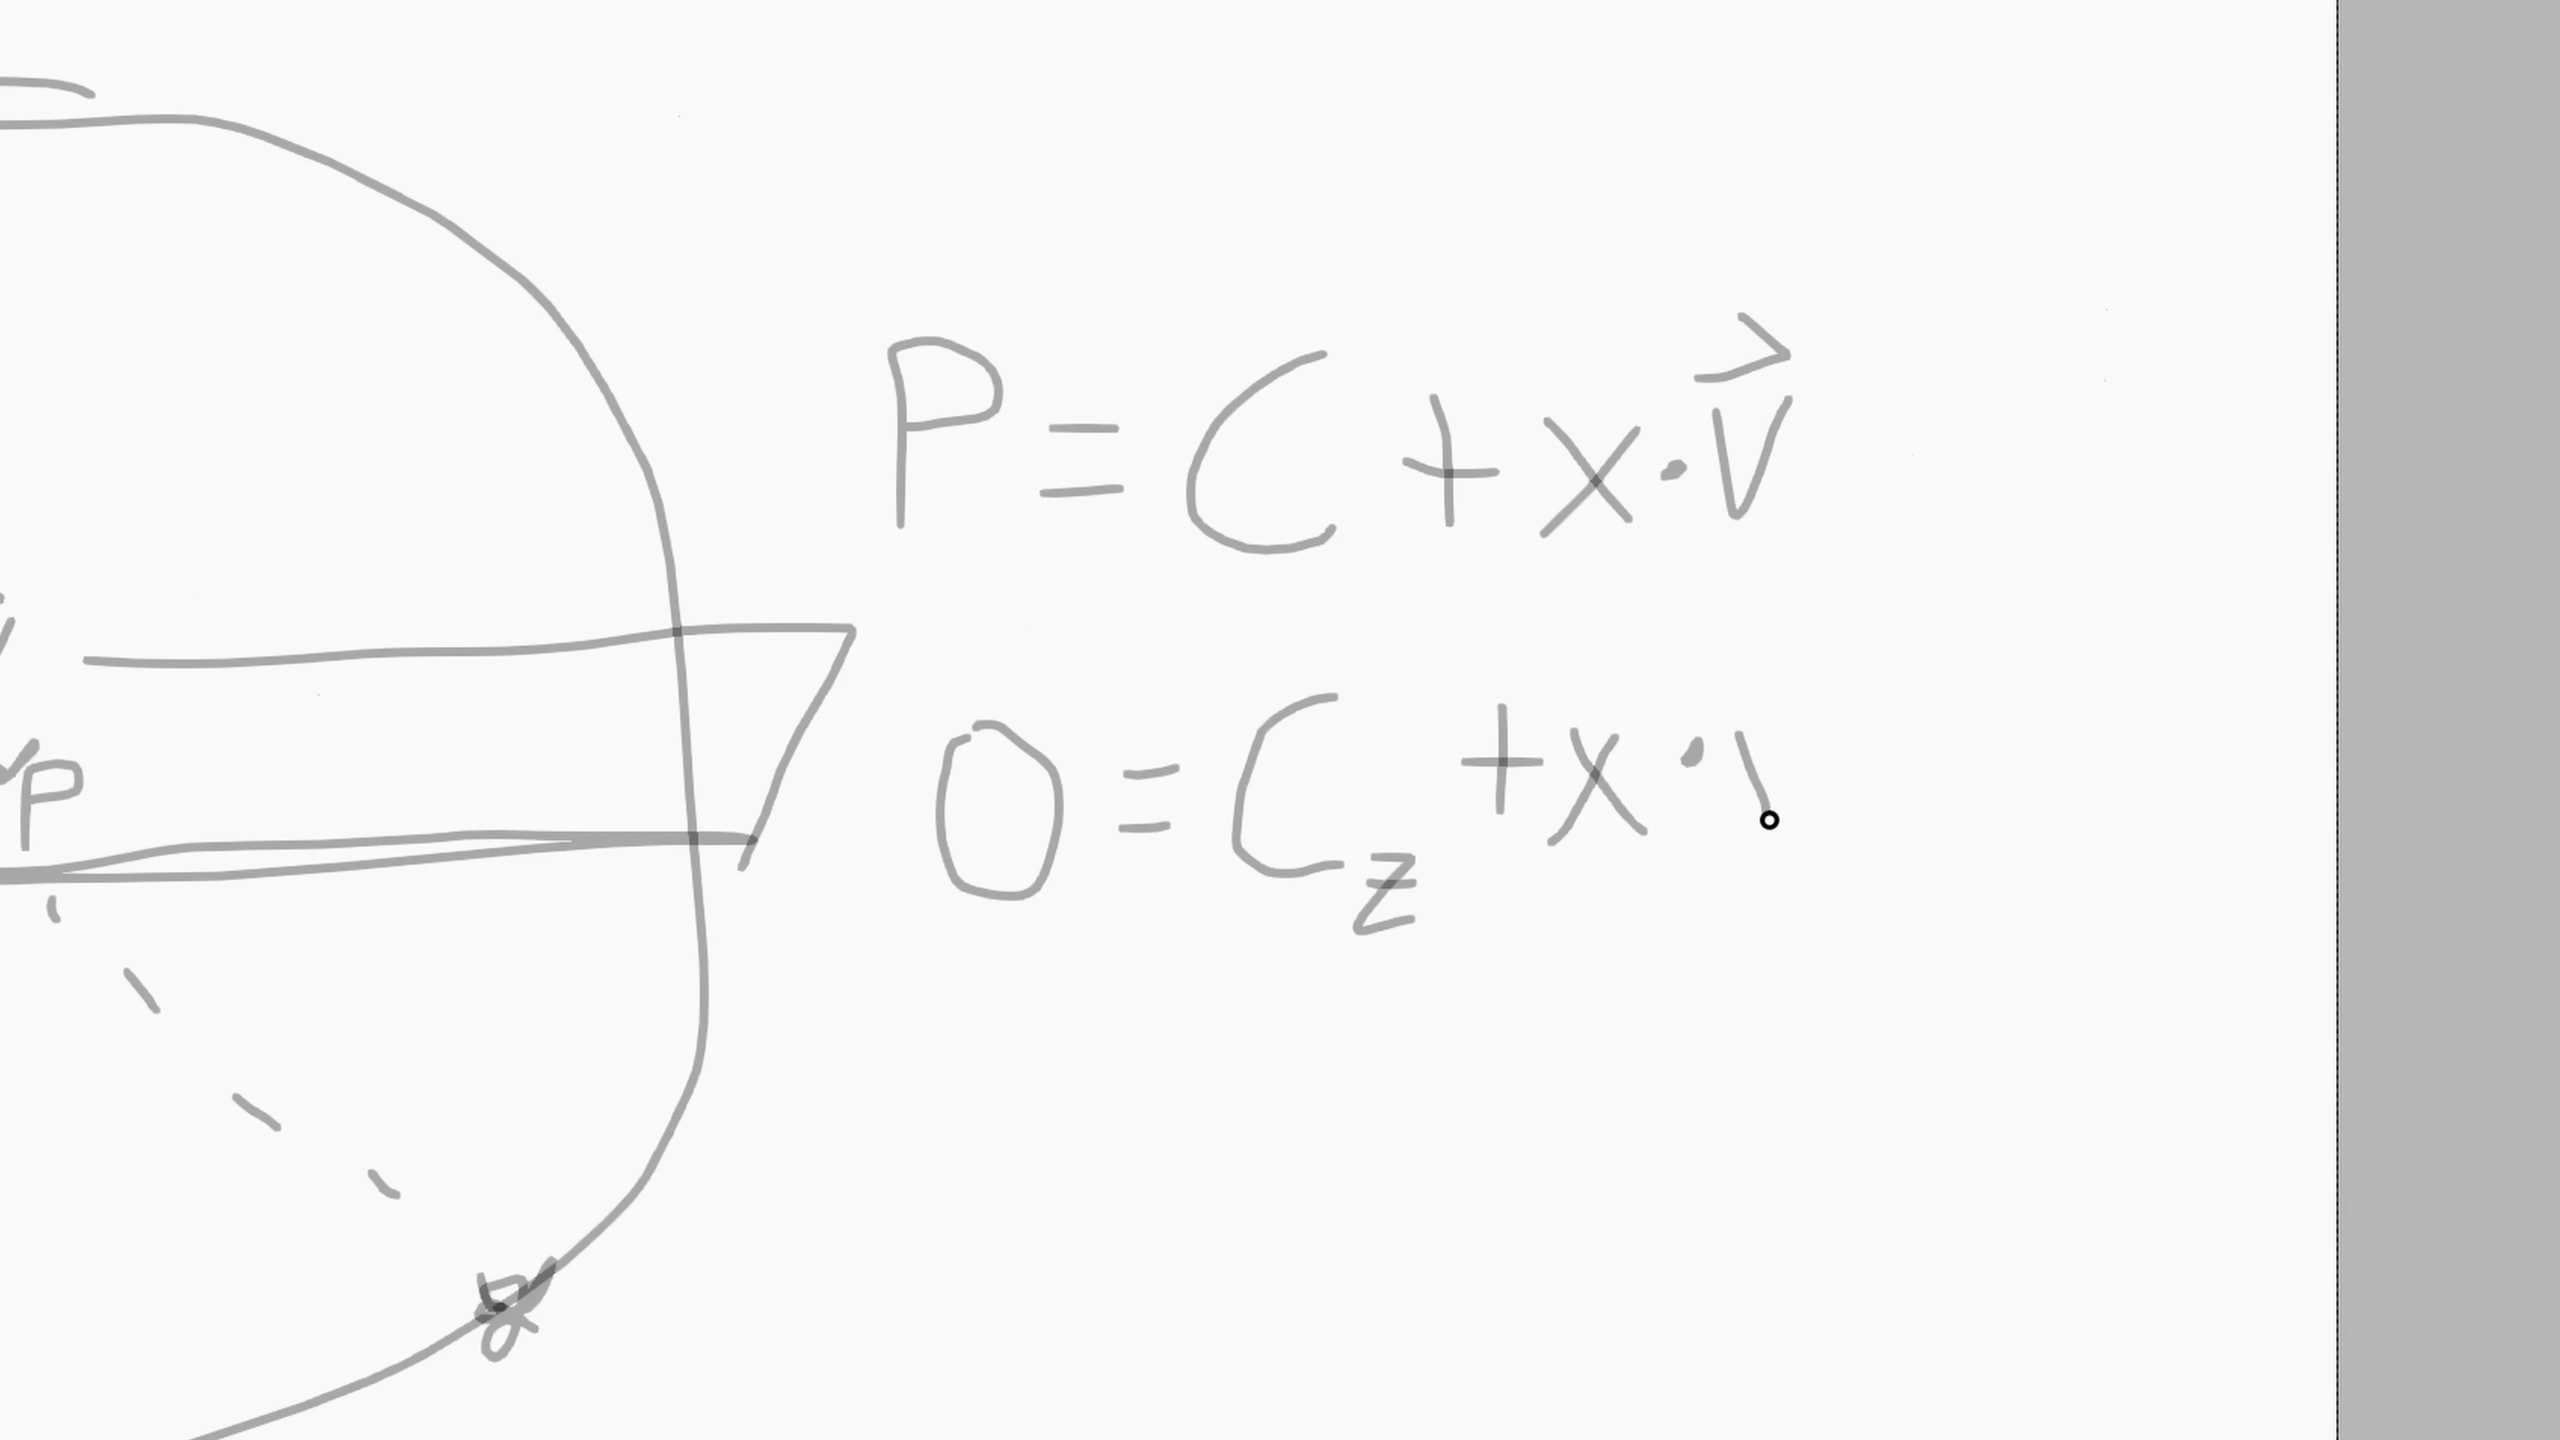 P = C + x · v⃗
P
0 = C_z + x ·